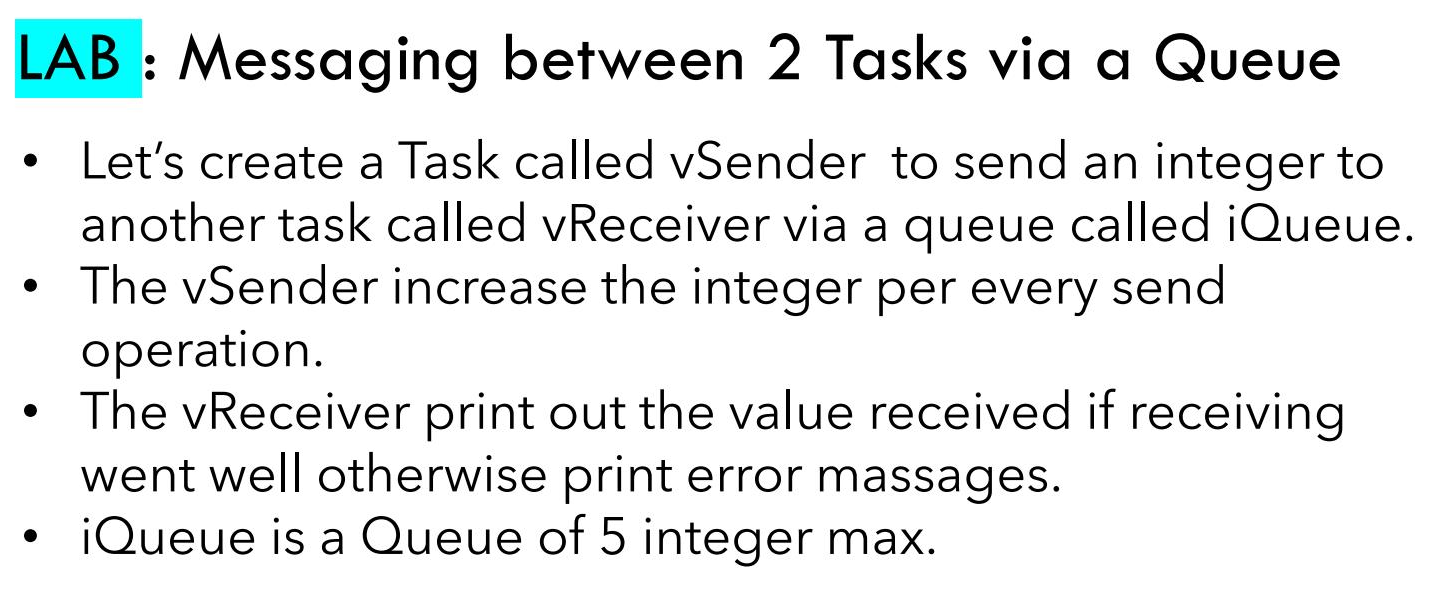 LAB : Messaging between 2 Tasks via a Queue
• Let’s create a Task called vSender to send an integer to
another task called vReceiver via a queue called iQueue.
• The vSender increase the integer per every send
operation.
• The vReceiver print out the value received if receiving
went well otherwise print error massages.
• iQueue is a Queue of 5 integer max.